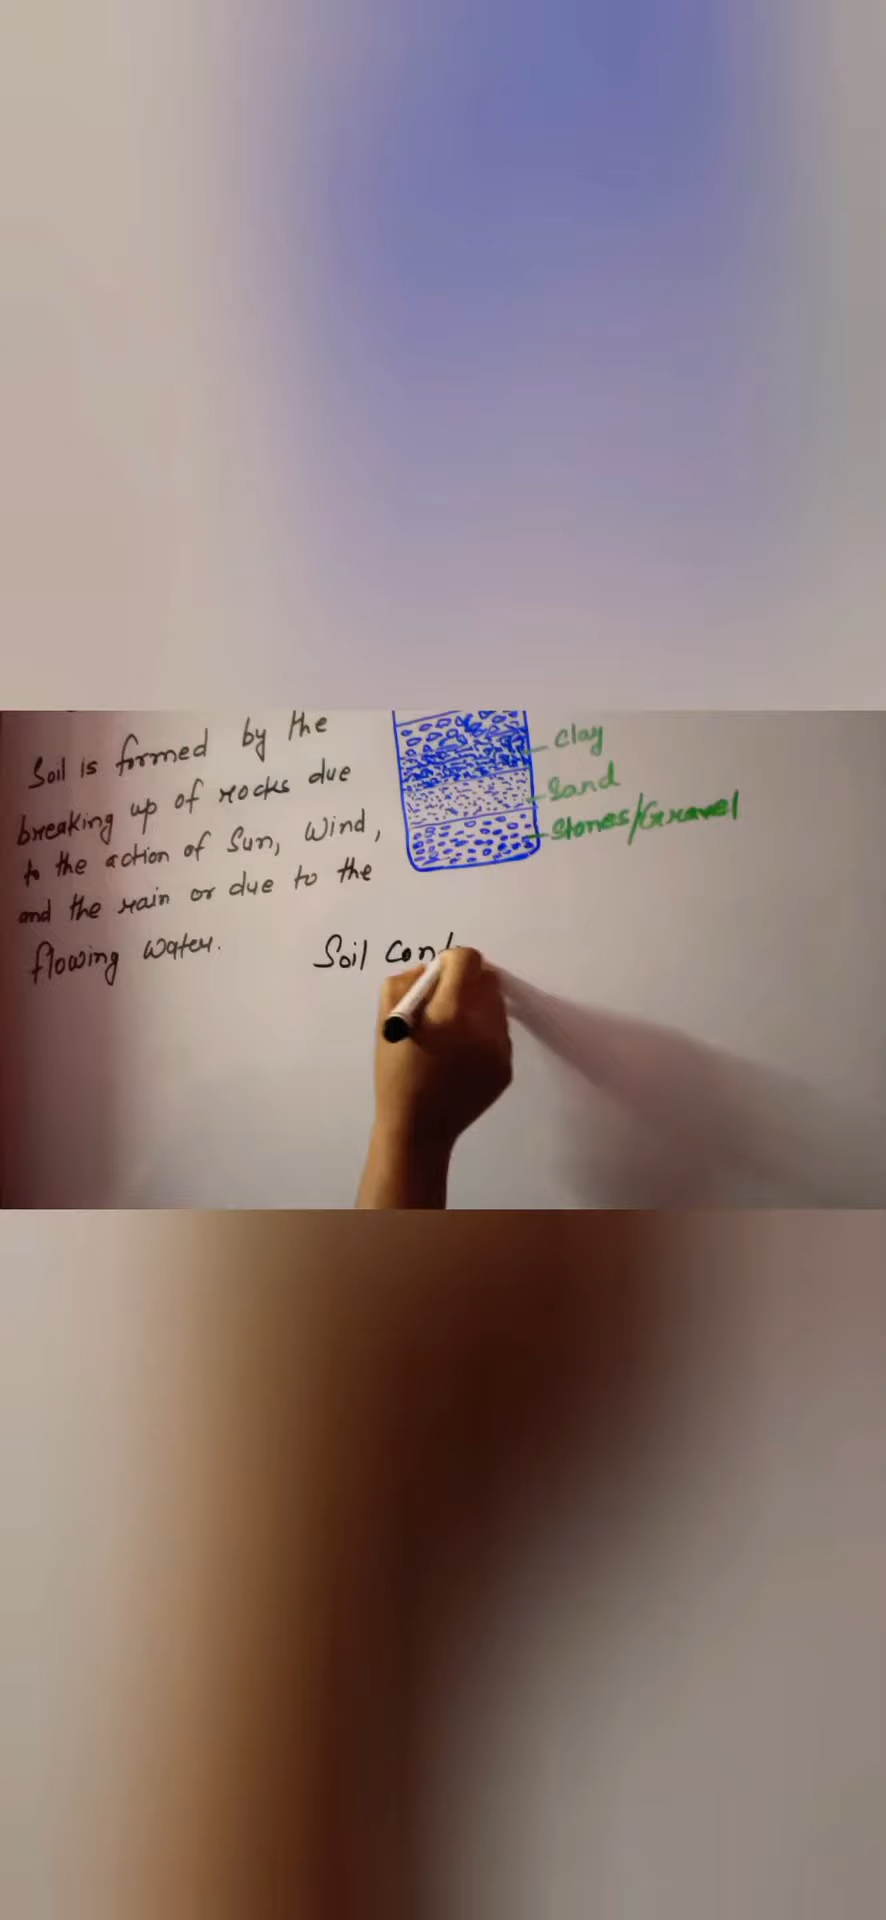 Soil is formed by the
breaking up of rocks due
to the action of Sun, Wind,
and the rain or due to the
flowing water.
Clay
Sand
Stones/Gravel
Soil